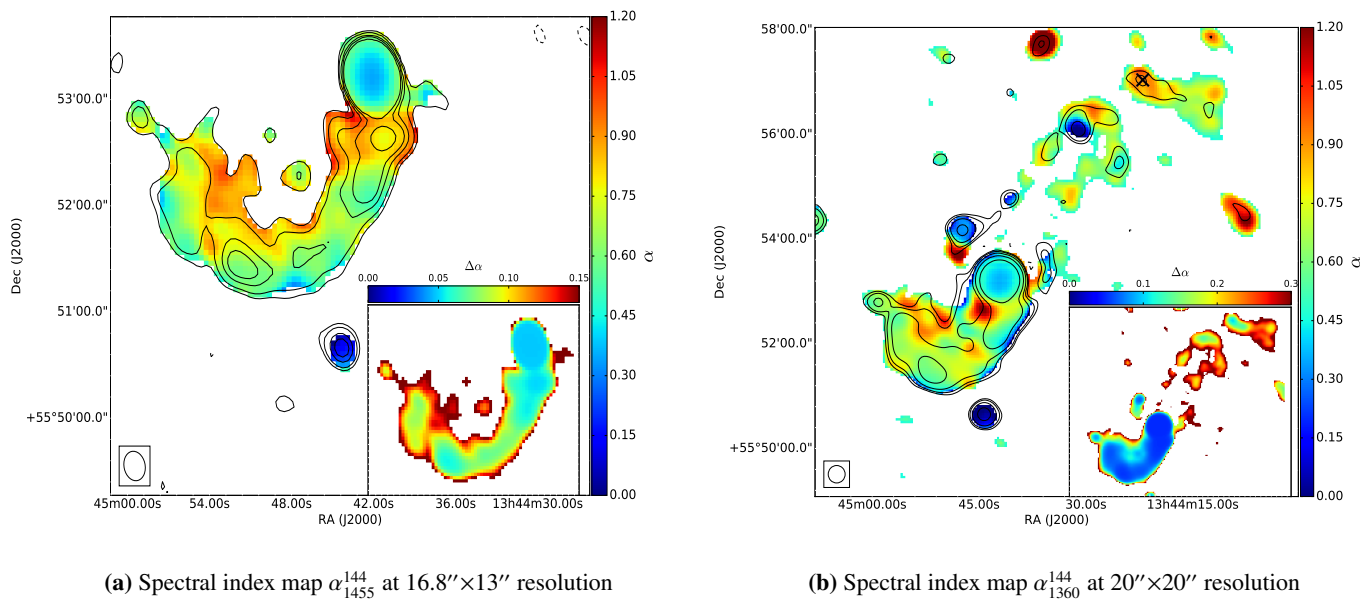 1.20
1.05
0.90
0.75
0.60
0.45
0.30
0.15
0.00
α
53'00.0"
52'00.0"
51'00.0"
+55°50'00.0"
Dec (J2000)
0.00 0.05 Δα 0.10 0.15
45m00.00s 54.00s 48.00s 42.00s 36.00s 13h44m30.00s
RA (J2000)
(a) Spectral index map α¹⁴⁴₁₄₅₅ at 16.8″×13″ resolution
58'00.0"
56'00.0"
54'00.0"
52'00.0"
+55°50'00.0"
Dec (J2000)
1.20
1.05
0.90
0.75
0.60
0.45
0.30
0.15
0.00
α
Δα
0.0 0.1 0.2 0.3
45m00.00s 45.00s 30.00s 13h44m15.00s
RA (J2000)
(b) Spectral index map α¹⁴⁴₁₃₆₀ at 20″×20″ resolution